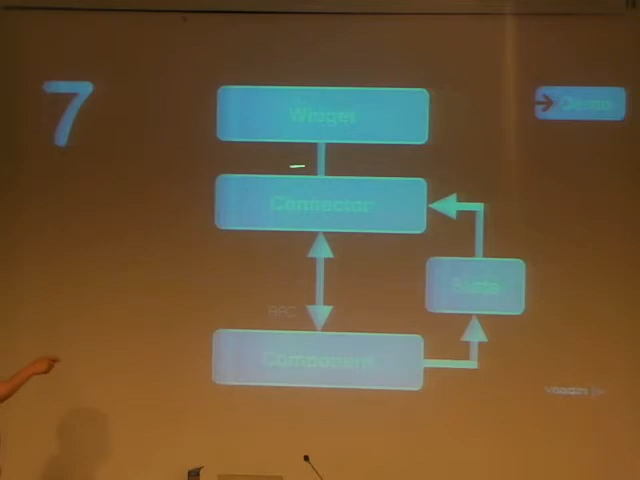 7
Widget
Demo
Connector
State
RPC
Component
vaadin }>